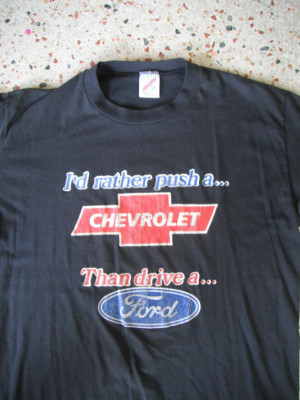 I'd rather push a...
CHEVROLET
Than drive a...
Ford